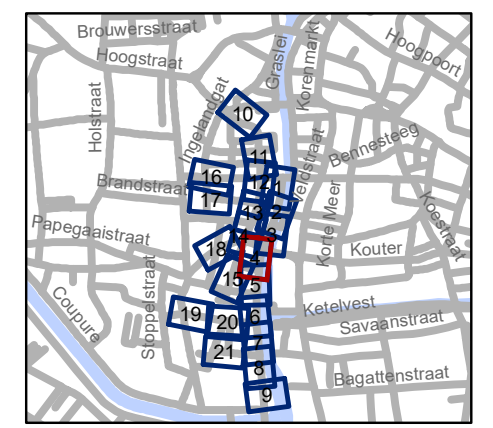 Brouwersstraat
Hoogstraat
Graslei
Korenmarkt
Hoogpoort
Holstraat
Ingelandgat
10
Bennesteeg
11
16
Brandstraat
12
1
17
Koestraat
13
2
Korte Meer
Papegaaistraat
14
3
18
4
Kouter
15
5
Stoppelstraat
Coupure
19
20
6
Ketelvest
Savaanstraat
21
7
8
Bagattenstraat
9